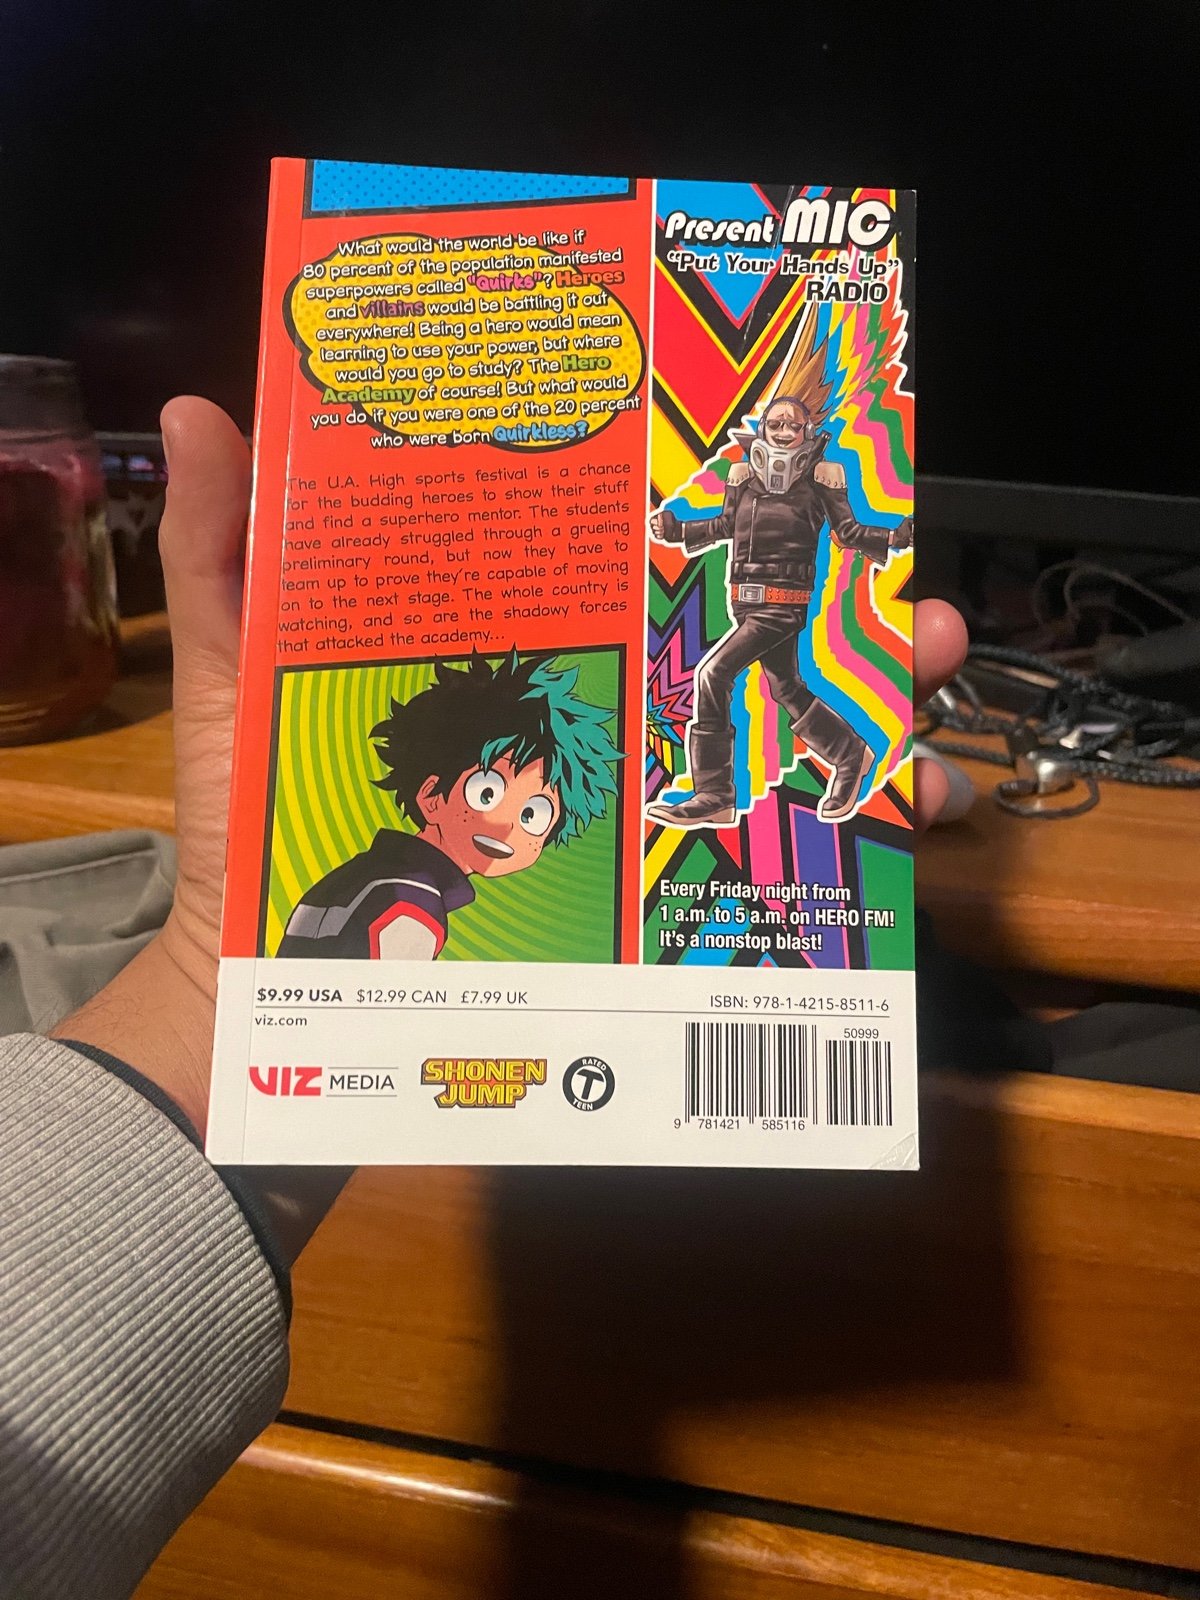 What would the world be like if
80 percent of the population manifested
superpowers called "Quirks"? Heroes
and villains would be battling it out
everywhere! Being a hero would mean
learning to use your power, but where
would you go to study? The Hero
Academy of course! But what would
you do if you were one of the 20 percent
who were born Quirkless?
The U.A. High sports festival is a chance
for the budding heroes to show their stuff
and find a superhero mentor. The students
have already struggled through a grueling
preliminary round, but now they have to
team up to prove they're capable of moving
on to the next stage. The whole country is
watching, and so are the shadowy forces
that attacked the academy...
Present MIC
"Put Your Hands Up"
RADIO
Every Friday night from
1 a.m. to 5 a.m. on HERO FM!
It's a nonstop blast!
$9.99 USA $12.99 CAN £7.99 UK
viz.com
VIZ MEDIA
SHONEN
JUMP
RATED
T
TEEN
ISBN: 978-1-4215-8511-6
50999
9 781421 585116